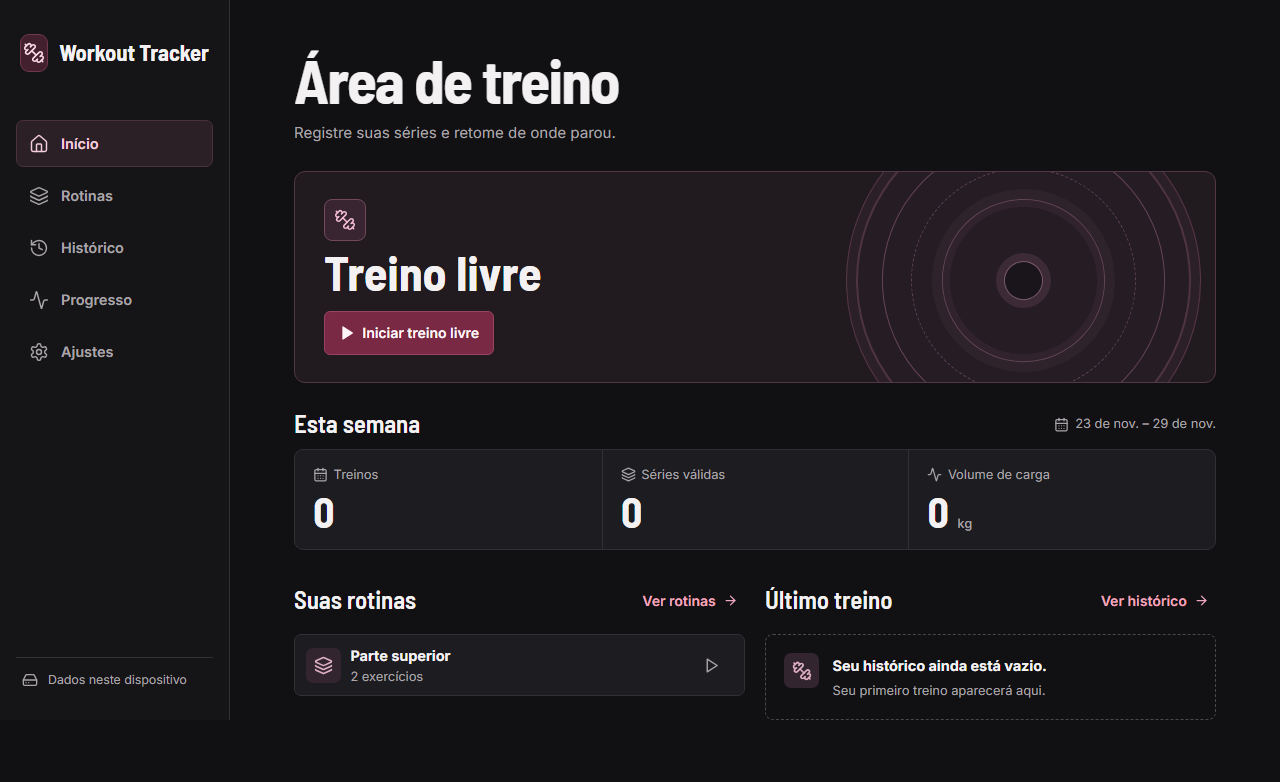 Workout Tracker
Início
Rotinas
Histórico
Progresso
Ajustes
Dados neste dispositivo
Área de treino
Registre suas séries e retome de onde parou.
Treino livre
Iniciar treino livre
Esta semana
23 de nov. – 29 de nov.
Treinos
0
Séries válidas
0
Volume de carga
0 kg
Suas rotinas
Ver rotinas
Parte superior
2 exercícios
Último treino
Ver histórico
Seu histórico ainda está vazio.
Seu primeiro treino aparecerá aqui.